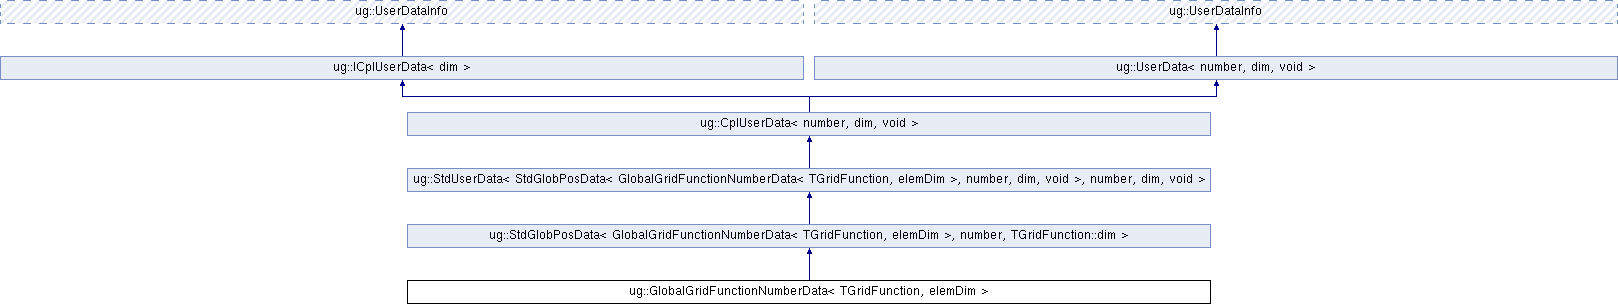 ug::UserDataInfo
ug::UserDataInfo
ug::ICplUserData< dim >
ug::UserData< number, dim, void >
ug::CplUserData< number, dim, void >
ug::StdUserData< StdGlobPosData< GlobalGridFunctionNumberData< TGridFunction, elemDim >, number, dim, void >, number, dim, void >
ug::StdGlobPosData< GlobalGridFunctionNumberData< TGridFunction, elemDim >, number, TGridFunction::dim >
ug::GlobalGridFunctionNumberData< TGridFunction, elemDim >